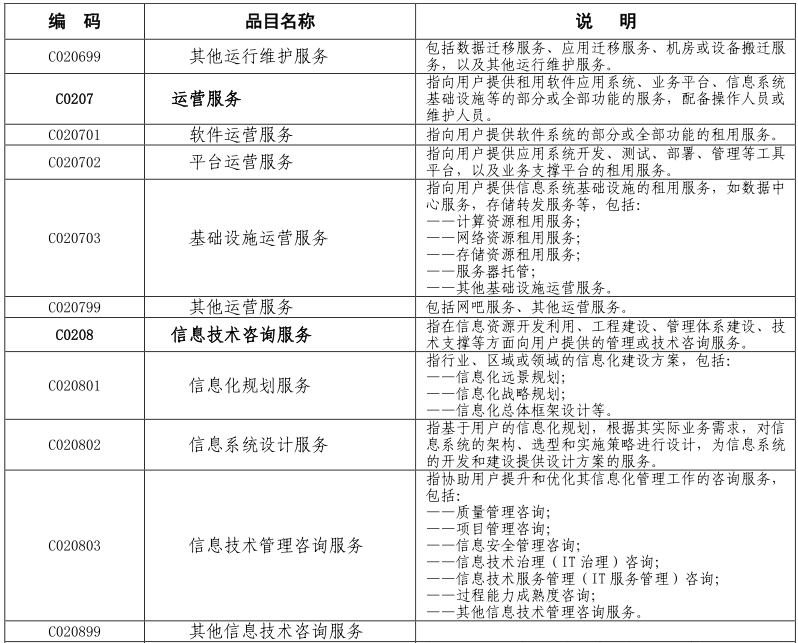 编 码 品目名称 说 明
C020699 其他运行维护服务 包括数据迁移服务、应用迁移服务、机房或设备搬迁服
务，以及其他运行维护服务。
C0207 运营服务 指向用户提供租用软件应用系统、业务平台、信息系统
基础设施等的部分或全部功能的服务，配备操作人员或
维护人员。
C020701 软件运营服务 指向用户提供软件系统的部分或全部功能的租用服务。
C020702 平台运营服务 指向用户提供应用系统开发、测试、部署、管理等工具
平台，以及业务支撑平台的租用服务。
C020703 基础设施运营服务 指向用户提供信息系统基础设施的租用服务，如数据中
心服务，存储转发服务等，包括：
——计算资源租用服务；
——网络资源租用服务；
——存储资源租用服务；
——服务器托管；
——其他基础设施运营服务。
C020799 其他运营服务 包括网吧服务、其他运营服务。
C0208 信息技术咨询服务 指在信息资源开发利用、工程建设、管理体系建设、技
术支撑等方面向用户提供的管理或技术咨询服务。
C020801 信息化规划服务 指行业、区域或领域的信息化建设方案，包括：
——信息化远景规划；
——信息化战略规划；
——信息化总体框架设计等。
C020802 信息系统设计服务 指基于用户的信息化规划，根据其实际业务需求，对信
息系统的架构、选型和实施策略进行设计，为信息系统
的开发和建设提供设计方案的服务。
C020803 信息技术管理咨询服务 指协助用户提升和优化其信息化管理工作的咨询服务，
包括：
——质量管理咨询；
——项目管理咨询；
——信息安全管理咨询；
——信息技术治理（IT治理）咨询；
——信息技术服务管理（IT服务管理）咨询；
——过程能力成熟度咨询；
——其他信息技术管理咨询服务。
C020899 其他信息技术咨询服务